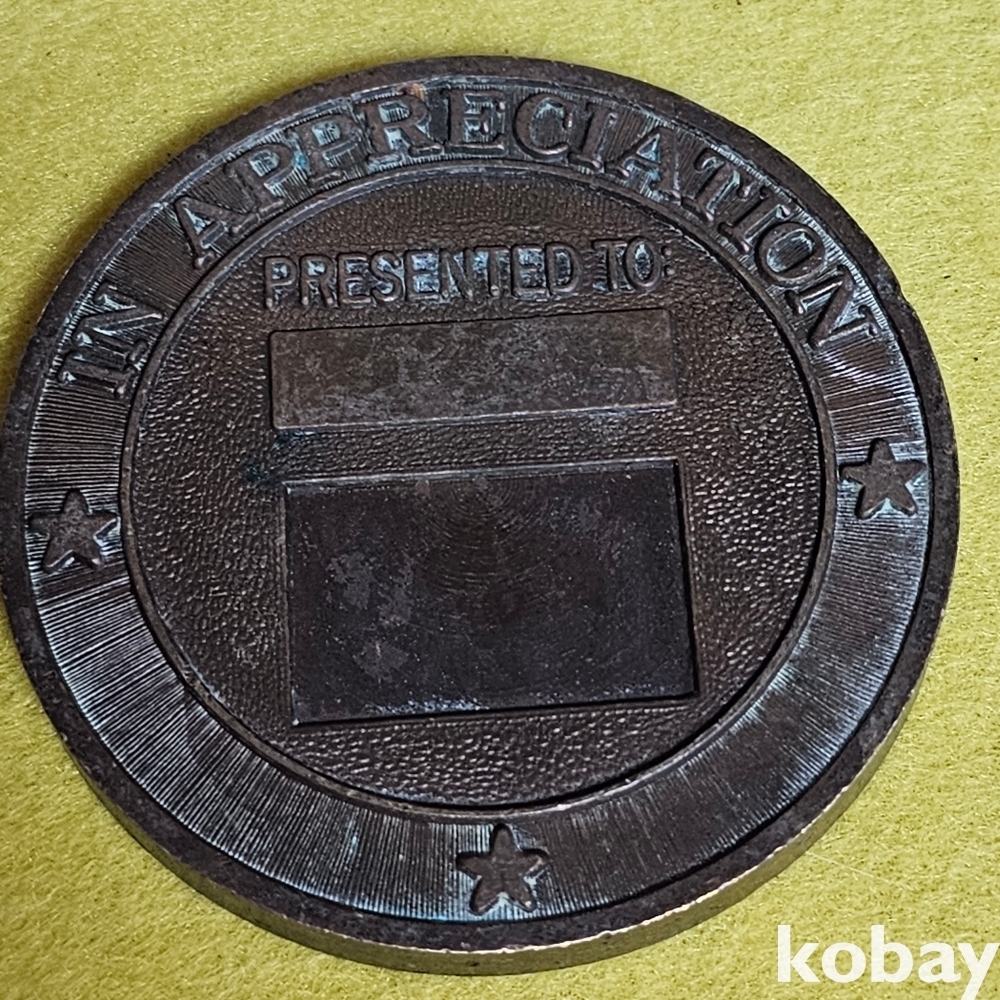 IN APPRECIATION
PRESENTED TO:
kobay